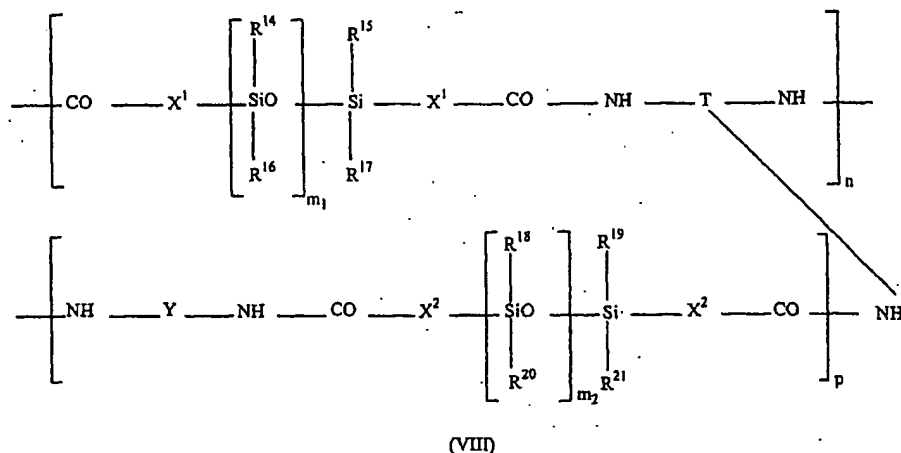 R¹⁴ R¹⁵
CO X¹ SiO Si X¹ CO NH T NH
R¹⁶ R¹⁷
m₁ n
R¹⁸ R¹⁹
NH Y NH CO X² SiO Si X² CO NH
R²⁰ R²¹
m₂ p
(VIII)